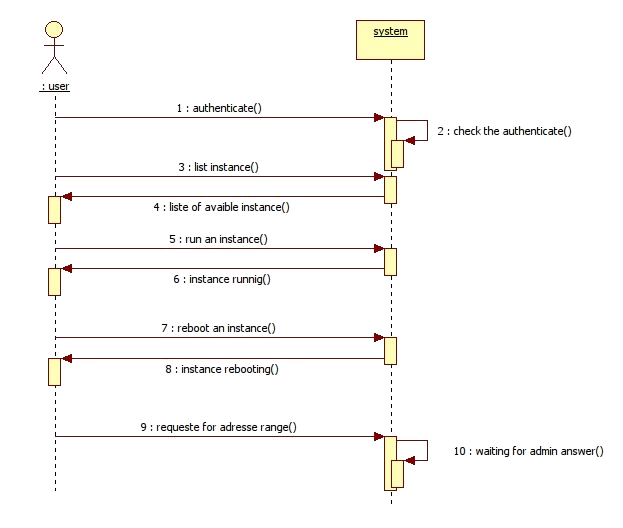 system
: user
1 : authenticate()
2 : check the authenticate()
3 : list instance()
4 : liste of avaible instance()
5 : run an instance()
6 : instance runnig()
7 : reboot an instance()
8 : instance rebooting()
9 : requeste for adresse range()
10 : waiting for admin answer()